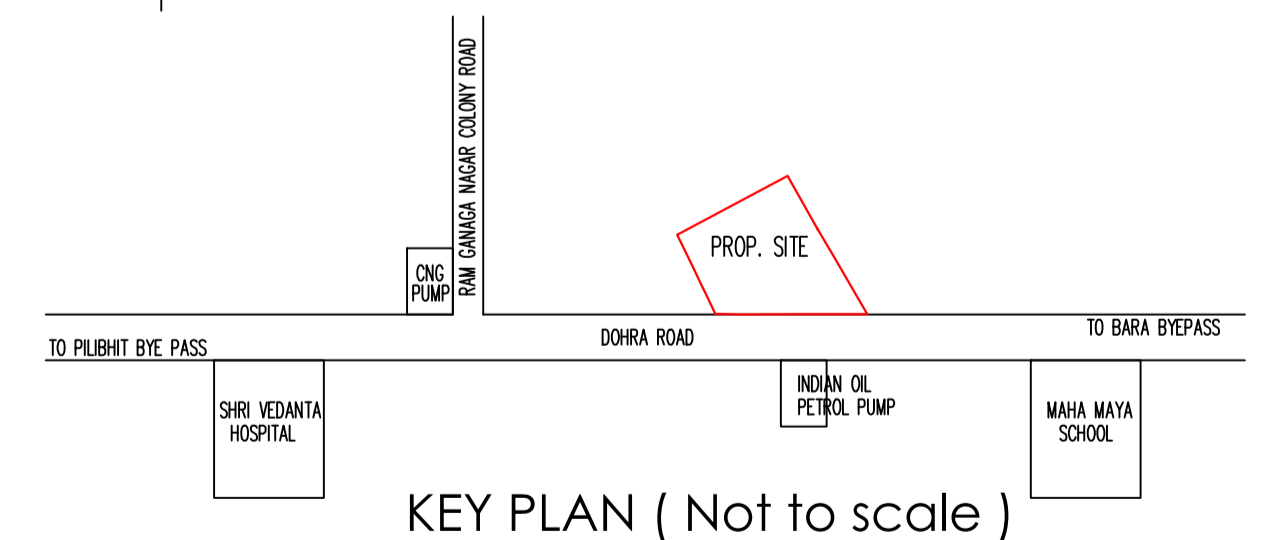 RAM GANAGA NAGAR COLONY ROAD
CNG
PUMP
PROP. SITE
TO PILIBHIT BYE PASS
DOHRA ROAD
TO BARA BYEPASS
SHRI VEDANTA
HOSPITAL
INDIAN OIL
PETROL PUMP
MAHA MAYA
SCHOOL
KEY PLAN ( Not to scale )